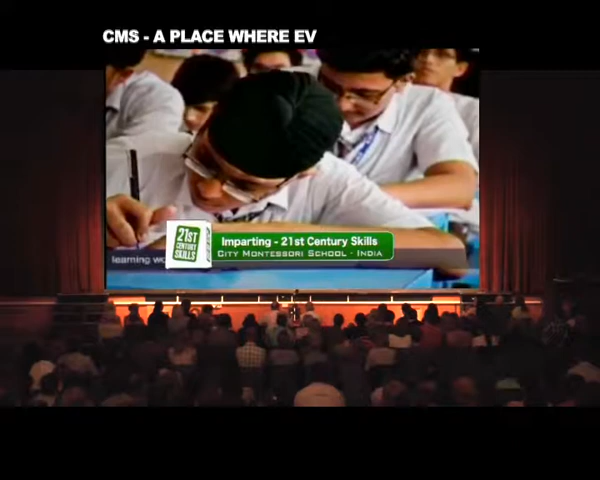 CMS - A PLACE WHERE EV
21ST
CENTURY
SKILLS
Imparting - 21st Century Skills
CITY MONTESSORI SCHOOL - INDIA
learning wo